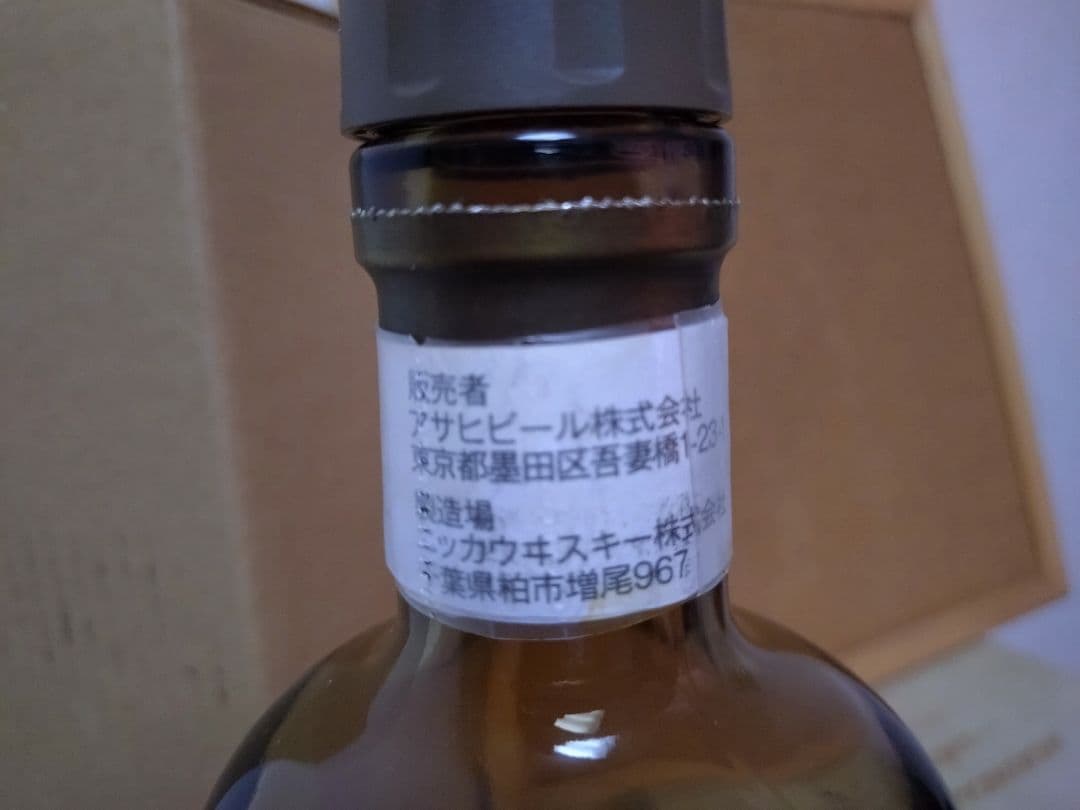 販売者
アサヒビール株式会社
東京都墨田区吾妻橋1-23-1
製造場
ニッカウヰスキー株式会社
千葉県柏市増尾967